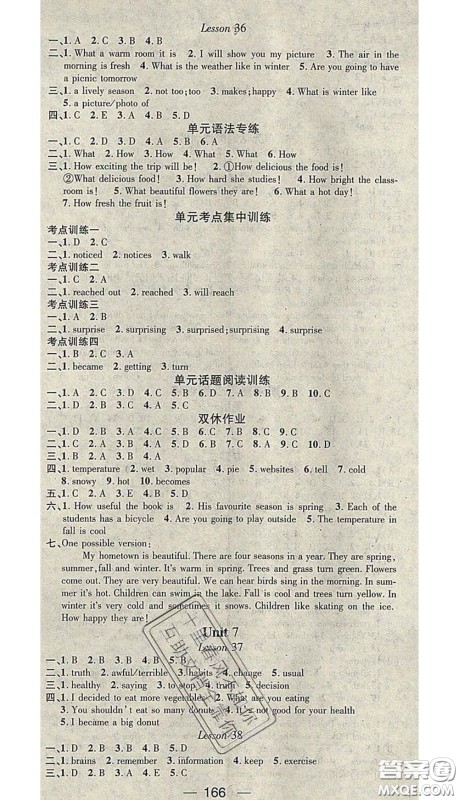 Lesson 36
一、1. A 2. C 3. A 4. B
二、1. What a warm room it is 2. I will show you my picture 3. The air in the
morning is fresh 4. What is the weather like in winter 5. Are you going to have
a picnic tomorrow
三、1. a lively season 2. not too; too 3. makes; happy 4. What; like
5. a picture/photo of
四、1. C 2. E 3. A 4. D 5. B
单元语法专练
一、1. C 2. D 3. C 4. B 5. B 6. A
二、1. What 2. How 3. How 4. What 5. What 6. How
三、1. How exciting the trip will be! 2. ①How delicious the food is!
②What delicious food! 3. How hard she studies! 4. How bright the class-
room is! 5. What beautiful flowers they are! 6. What a hot day!
7. How fresh the fruit is!
单元考点集中训练
考点训练一
一、1. D 2. C
二、1. noticed 2. notices 3. walk
考点训练二
二、1. reached out 2. reached 3. will reach
考点训练三
一、1. D 2. B 3. A
二、1. surprise 2. surprising 3. surprised; surprising 4. surprise
考点训练四
一、1. B 2. C 3. A
二、1. became 2. getting 3. turn
单元话题阅读训练
一、1. D 2. C 3. D 4. C 5. B 6. D 7. A 8. B 9. B 10. C
二、1. C 2. B 3. A 4. A 5. D
双休作业
一、1. D 2. B 3. D 4. A 5. D 6. C 7. B 8. B 9. C 10. C
二、1. B 2. C 3. D 4. B 5. A 6. C 7. D 8. B 9. A 10. D
三、1. C 2. A 3. C 4. B 5. D
四、1. temperature 2. wet 3. popular 4. pie 5. websites 6. tell 7. cold
8. snowy 9. hot 10. becomes
五、1. C 2. D 3. A 4. E 5. B
六、1. How useful the book is 2. His favourite season is spring 3. Each of the
students has a bicycle 4. Are you going to play outside 5. The temperature in
fall is cool
七、One possible version:
My hometown is beautiful. There are four seasons in a year. They are spring,
summer, fall and winter. It's warm in spring. Trees and grass turn green. Flowers
come out. They are very beautiful. We can hear birds sing in the morning. In sum-
mer it's hot. Children can swim in the lake. Fall is cool and trees turn yellow. In
winter it's very cold and sometimes it snows. Children like skating on the ice.
How happy they are!
Unit 7
Lesson 37
一、1. B 2. B 3. C 4. A 5. B
二、1. truth 2. awful/terrible 3. habits 4. change 5. usual
三、1. healthy 2. saying 3. to stop 4. truth 5. decision
四、1. I decided to eat more vegetables 2. What are you eating
3. You shouldn't eat so many donuts 4. It's not good for you
5. I became a big donut
Lesson 38
一、1. D 2. C 3. B 4. B
二、1. brains 2. remember 3. information 4. keep 5. exercise
三、1. D 2. C 3. A 4. E 5. B
— 166 —